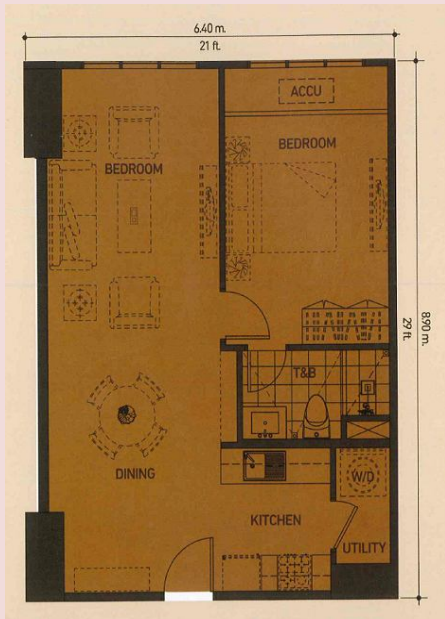 6.40 m.
21 ft.
ACCU
BEDROOM
BEDROOM
8.90 m.
29 ft.
T&B
DINING
W/D
KITCHEN
UTILITY